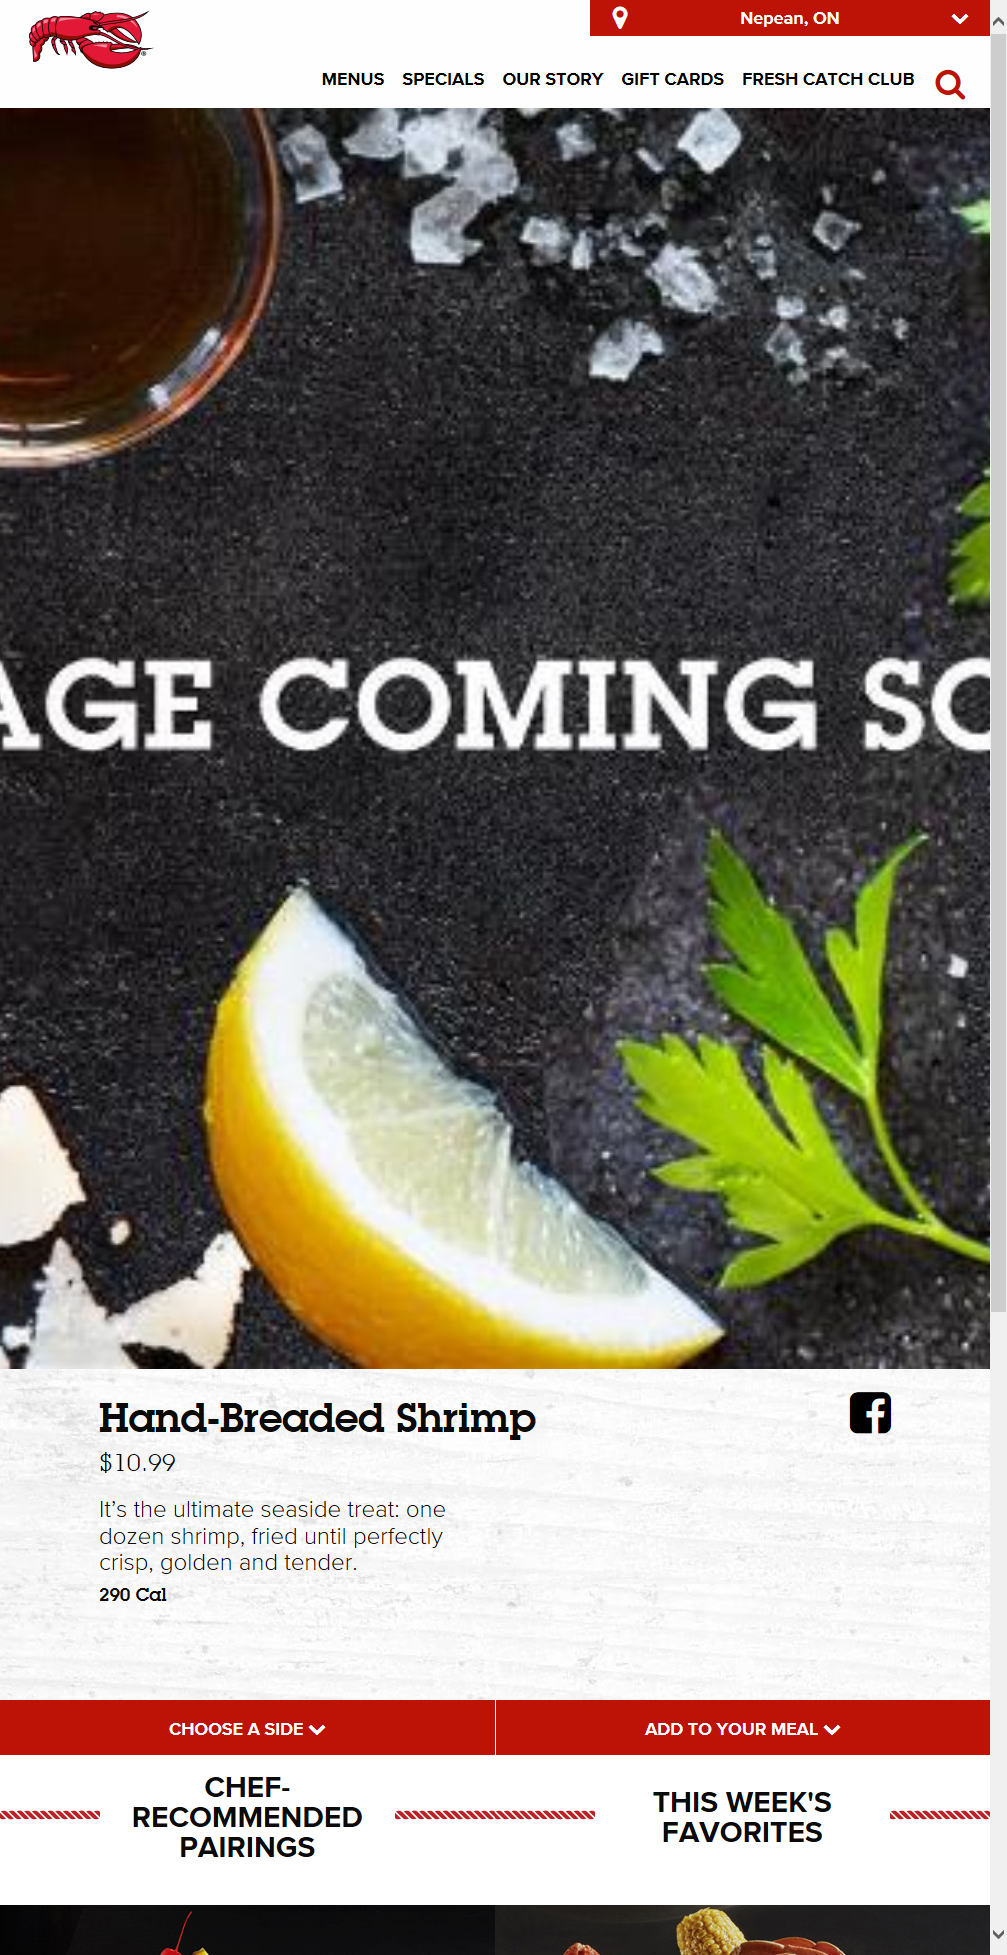 Nepean, ON
MENUS SPECIALS OUR STORY GIFT CARDS FRESH CATCH CLUB
AGE COMING SO
Hand-Breaded Shrimp
$10.99
It's the ultimate seaside treat: one
dozen shrimp, fried until perfectly
crisp, golden and tender.
290 Cal
CHOOSE A SIDE
ADD TO YOUR MEAL
CHEF-
RECOMMENDED
PAIRINGS
THIS WEEK'S
FAVORITES